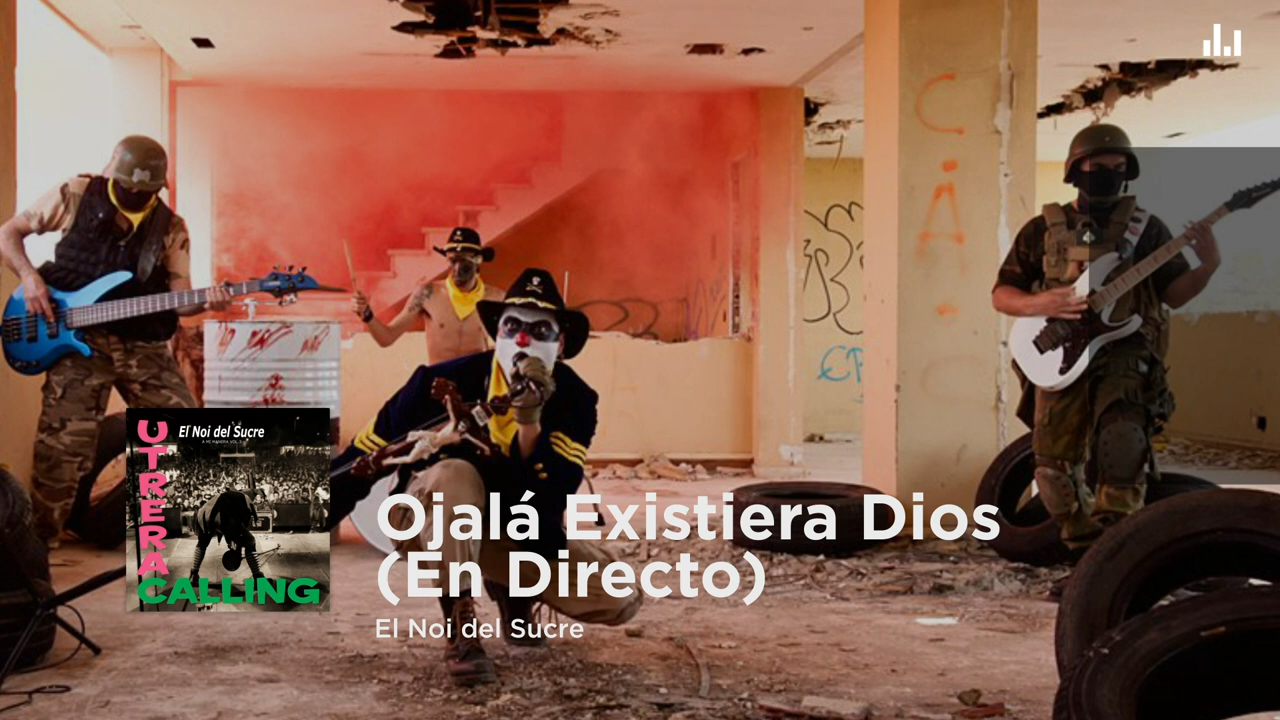 El Noi del Sucre
UTRERA
CALLING
Ojalá Existiera Dios
(En Directo)
El Noi del Sucre